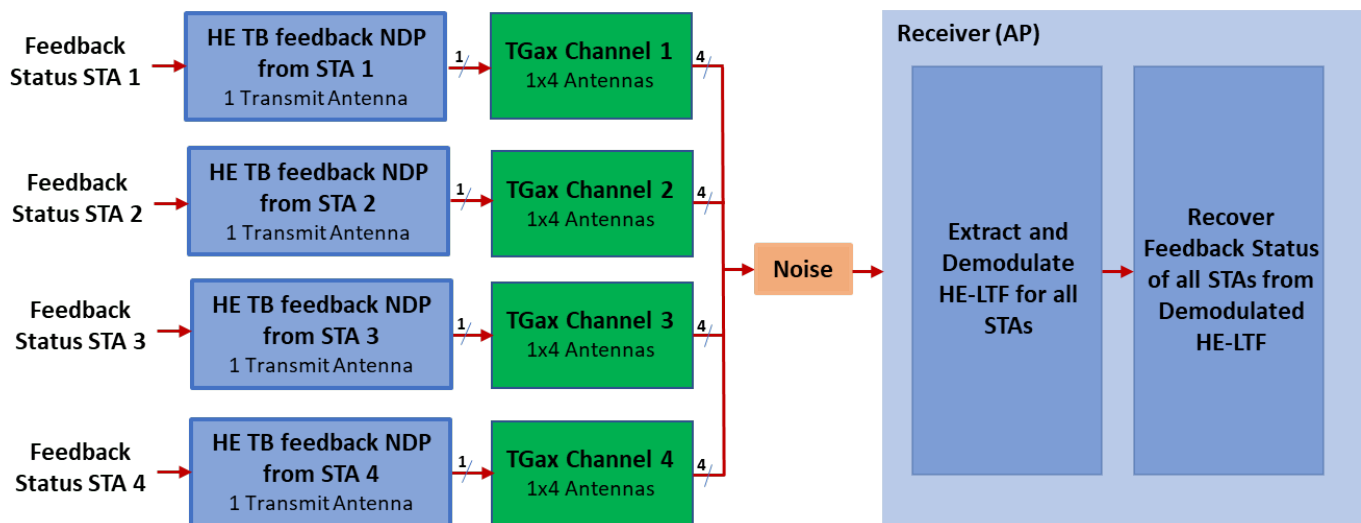 Feedback
Status STA 1
HE TB feedback NDP
from STA 1
1 Transmit Antenna
1
TGax Channel 1
1x4 Antennas
4
Feedback
Status STA 2
HE TB feedback NDP
from STA 2
1 Transmit Antenna
1
TGax Channel 2
1x4 Antennas
4
Feedback
Status STA 3
HE TB feedback NDP
from STA 3
1 Transmit Antenna
1
TGax Channel 3
1x4 Antennas
4
Feedback
Status STA 4
HE TB feedback NDP
from STA 4
1 Transmit Antenna
1
TGax Channel 4
1x4 Antennas
4
Noise
Receiver (AP)
Extract and
Demodulate
HE-LTF for all
STAs
Recover
Feedback Status
of all STAs from
Demodulated
HE-LTF